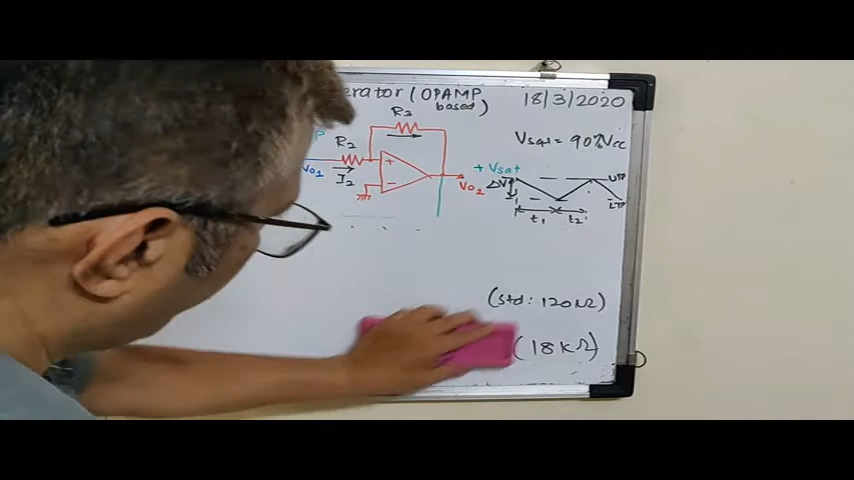 erator (OPAMP
based)
18/3/2020
R3
Vsat = 90% Vcc
R2
+
Vo1
I2
−
Vo2
+ Vsat
ΔV
UTP
LTP
t1 t2
(std: 120Ω)
(18KΩ)